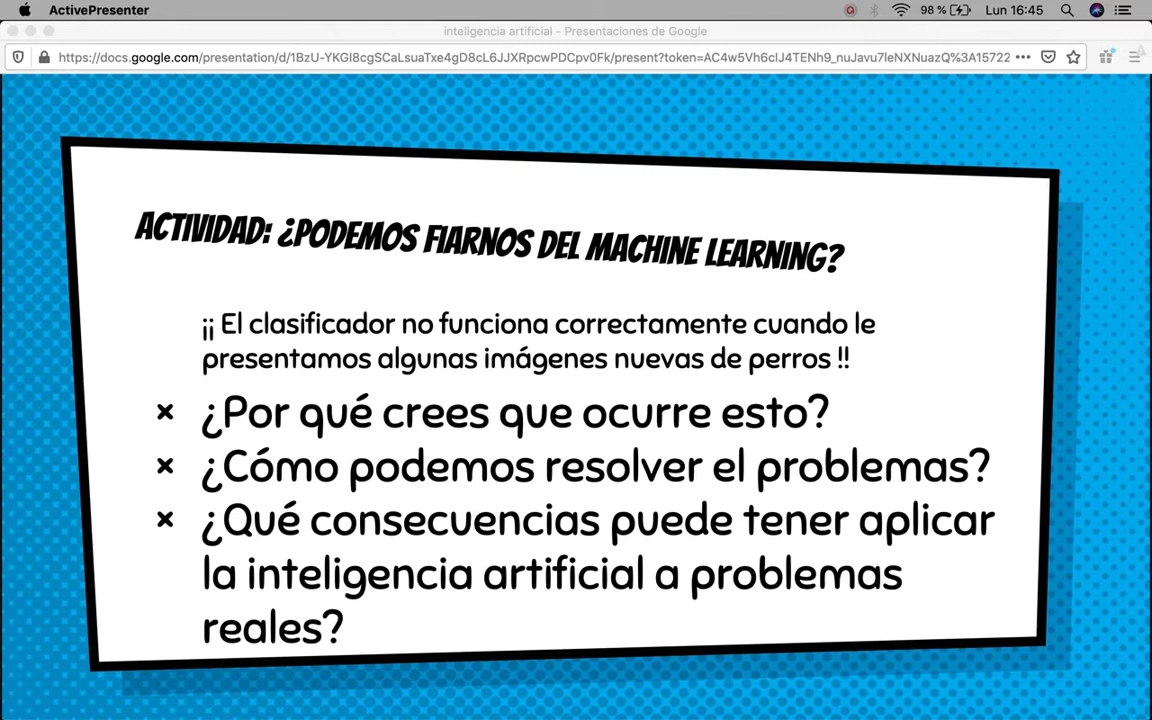 ActivePresenter
98 %
Lun 16:45
inteligencia artificial - Presentaciones de Google
https://docs.google.com/presentation/d/1BzU-YKGI8cgSCaLsuaTxe4gD8cL6JJXRpcwPDCpv0Fk/present?token=AC4w5Vh6cIJ4TENh9_nuJavu7leNXNuazQ%3A15722
ACTIVIDAD: ¿PODEMOS FIARNOS DEL MACHINE LEARNING?
¡¡ El clasificador no funciona correctamente cuando le
presentamos algunas imágenes nuevas de perros !!
× ¿Por qué crees que ocurre esto?
× ¿Cómo podemos resolver el problemas?
× ¿Qué consecuencias puede tener aplicar
la inteligencia artificial a problemas
reales?